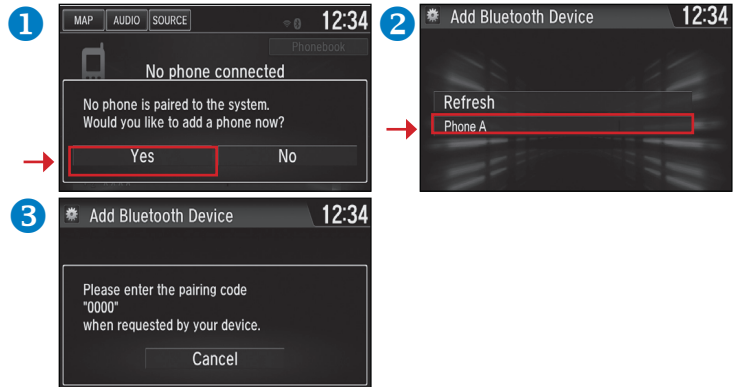 1
MAP AUDIO SOURCE 12:34
Phonebook
No phone connected
No phone is paired to the system.
Would you like to add a phone now?
Yes No
2
Add Bluetooth Device 12:34
Refresh
Phone A
3
Add Bluetooth Device 12:34
Please enter the pairing code
"0000"
when requested by your device.
Cancel